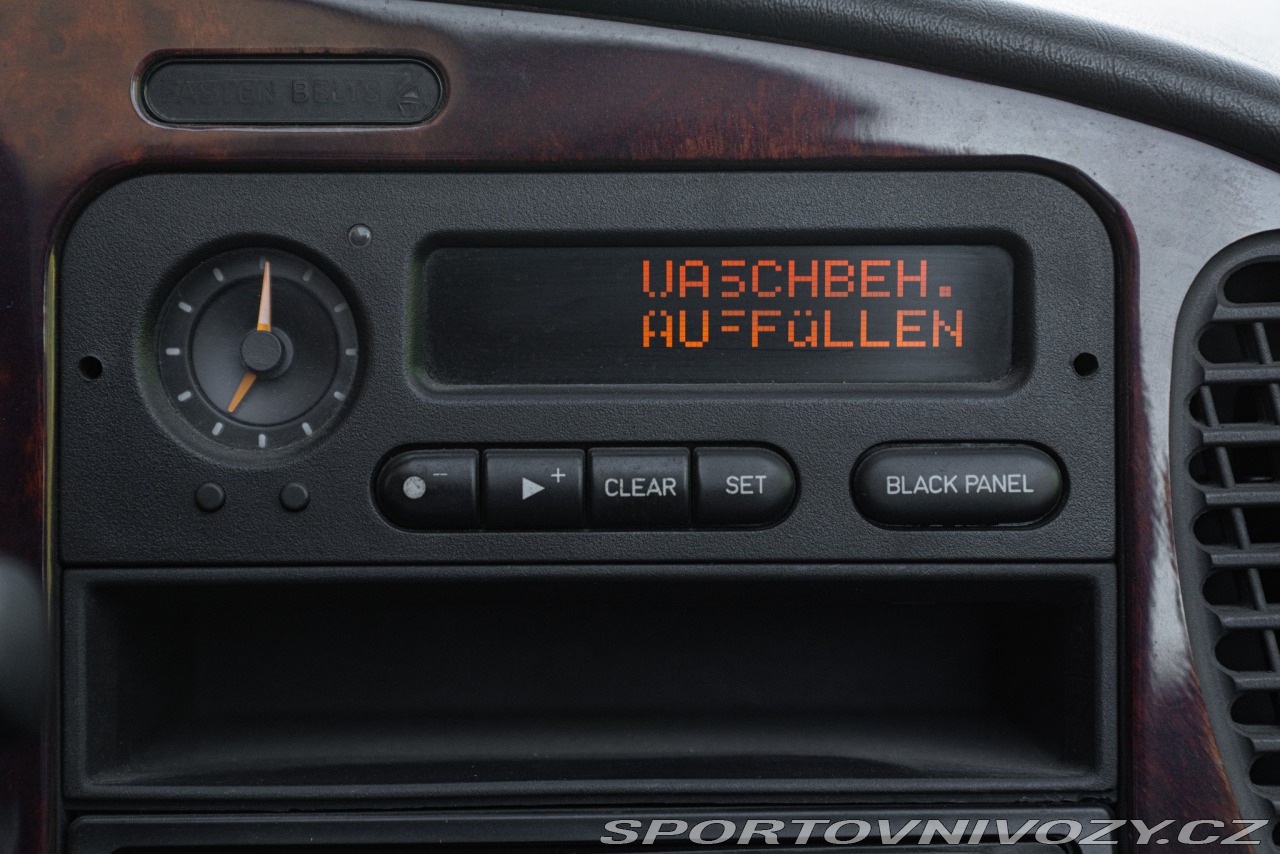 FASTEN BELTS
WASCHBEH.
AUFFÜLLEN
− + CLEAR SET BLACK PANEL
SPORTOVNIVOZY.CZ